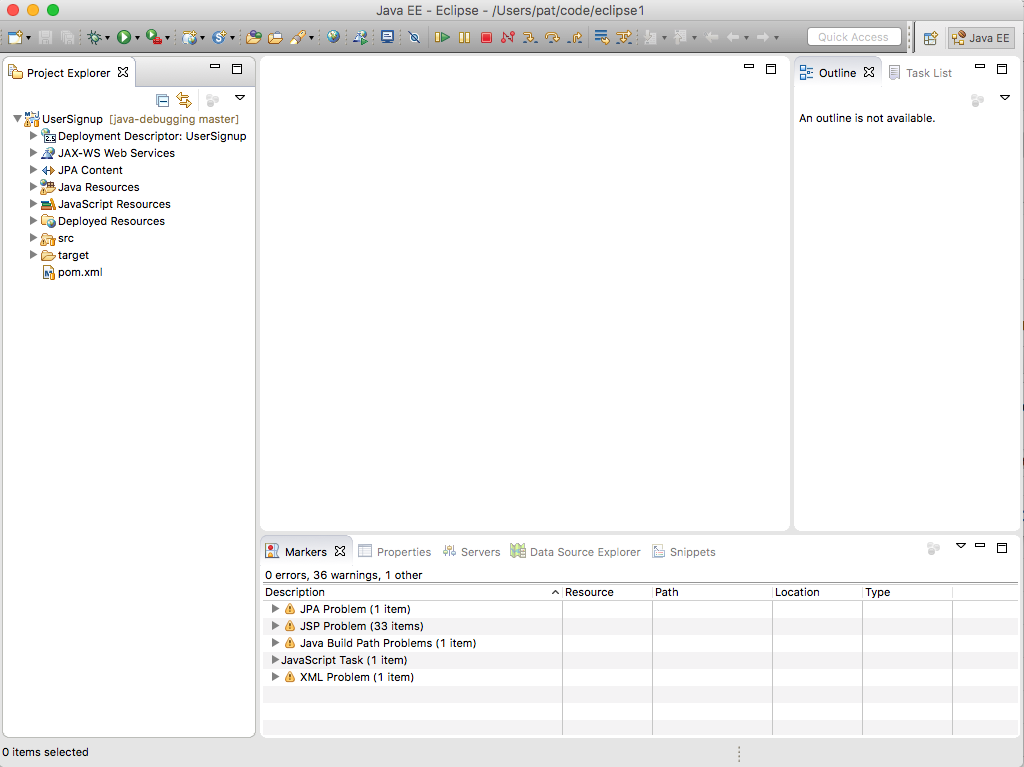 Java EE - Eclipse - /Users/pat/code/eclipse1
Quick Access
Java EE
Project Explorer
UserSignup [java-debugging master]
Deployment Descriptor: UserSignup
JAX-WS Web Services
JPA Content
Java Resources
JavaScript Resources
Deployed Resources
src
target
pom.xml
Outline
Task List
An outline is not available.
Markers
Properties
Servers
Data Source Explorer
Snippets
0 errors, 36 warnings, 1 other
Description Resource Path Location Type
JPA Problem (1 item)
JSP Problem (33 items)
Java Build Path Problems (1 item)
JavaScript Task (1 item)
XML Problem (1 item)
0 items selected